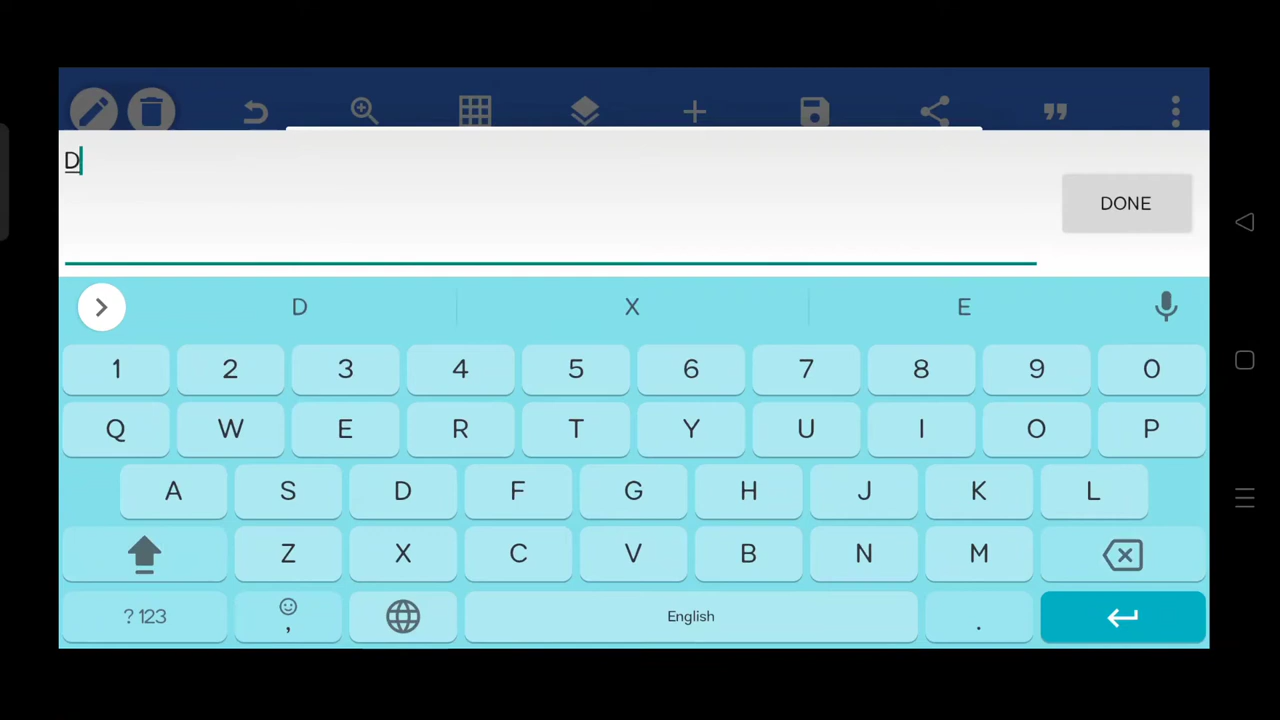 D
DONE
D X E
1 2 3 4 5 6 7 8 9 0
Q W E R T Y U I O P
A S D F G H J K L
Z X C V B N M
?123 , English .